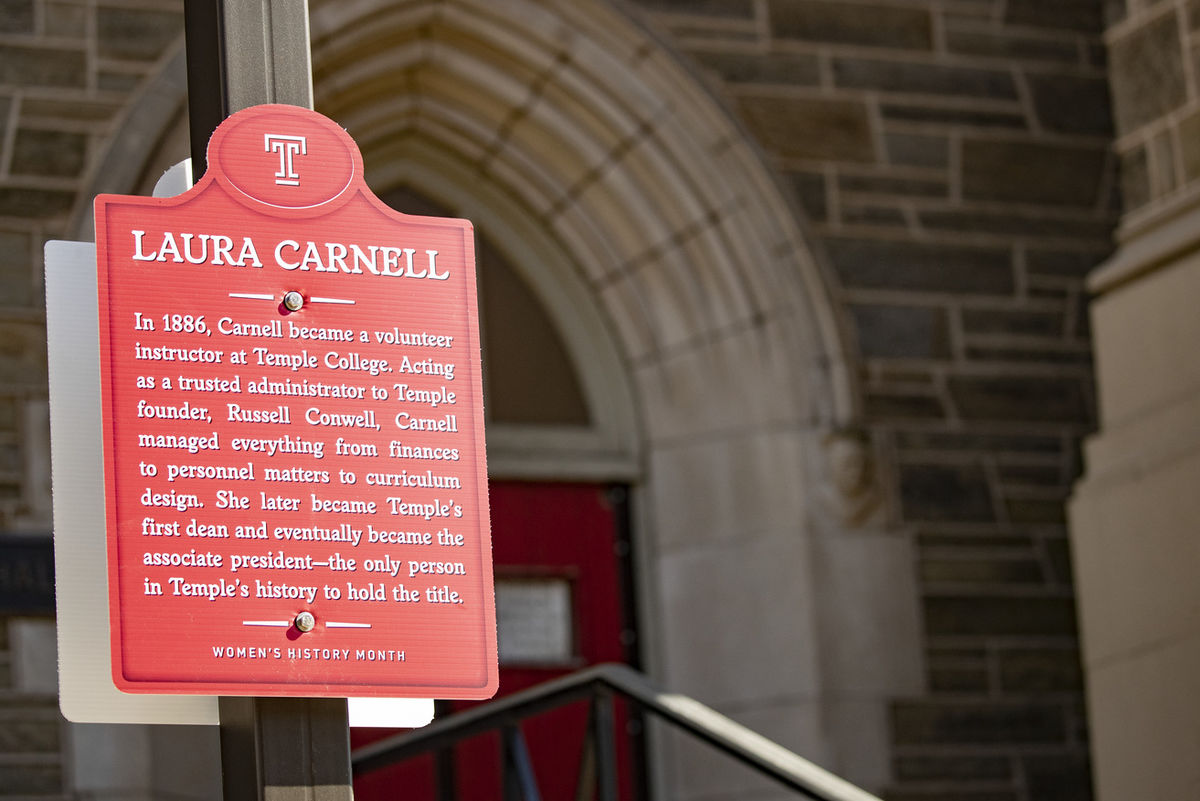 T
LAURA CARNELL
In 1886, Carnell became a volunteer
instructor at Temple College. Acting
as a trusted administrator to Temple
founder, Russell Conwell, Carnell
managed everything from finances
to personnel matters to curriculum
design. She later became Temple's
first dean and eventually became the
associate president—the only person
in Temple's history to hold the title.
WOMEN'S HISTORY MONTH